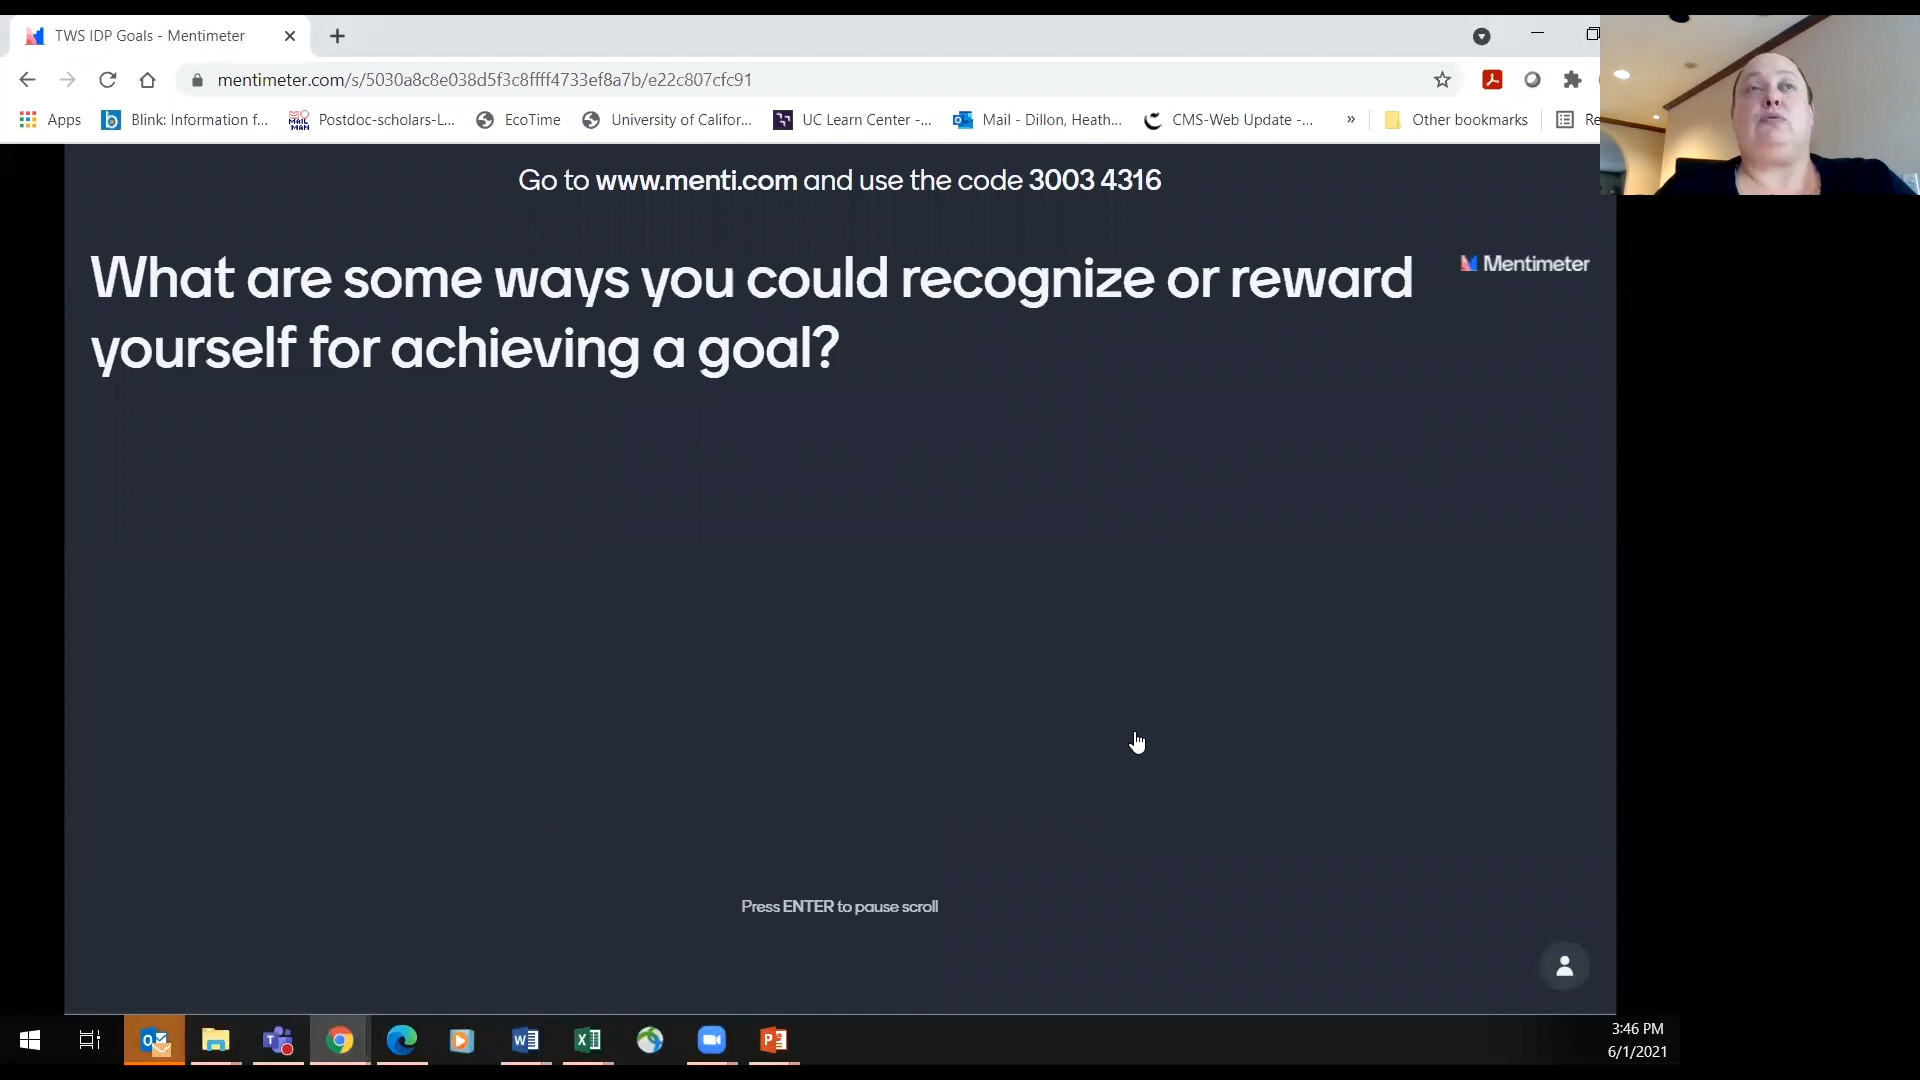 TWS IDP Goals - Mentimeter
mentimeter.com/s/5030a8c8e038d5f3c8ffff4733ef8a7b/e22c807cfc91
Apps
Blink: Information f...
Postdoc-scholars-L...
EcoTime
University of Califor...
UC Learn Center -...
Mail - Dillon, Heath...
CMS-Web Update -...
»
Other bookmarks
Re
Go to www.menti.com and use the code 3003 4316
What are some ways you could recognize or reward
yourself for achieving a goal?
Mentimeter
Press ENTER to pause scroll
3:46 PM
6/1/2021